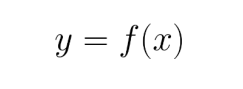 y = f(x)